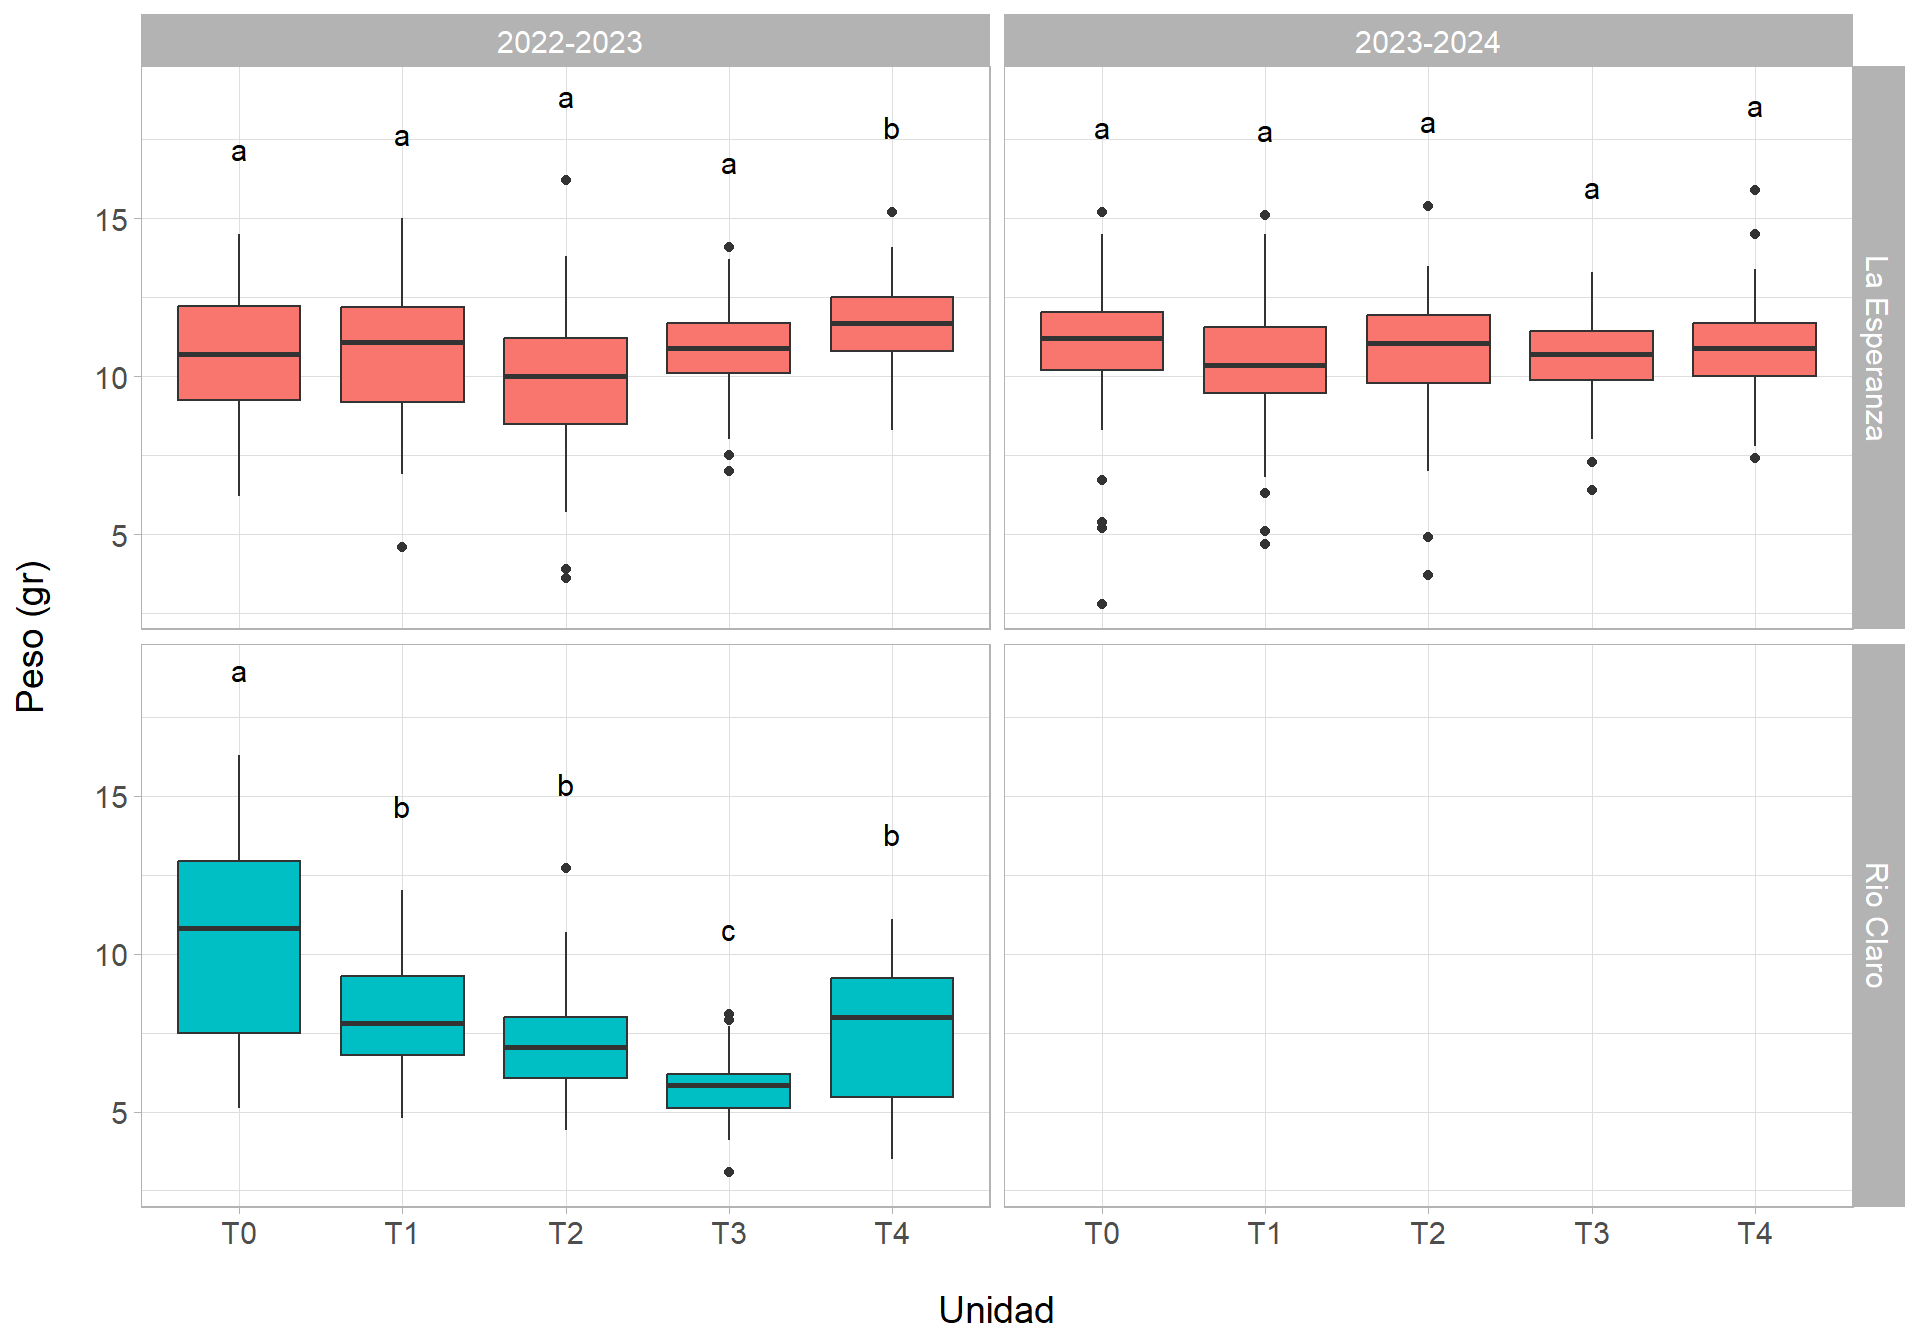 2022-2023
2023-2024
a a a a b
a a a a a
15
10
5
La Esperanza
Peso (gr)
a b b c b
15
10
5
Rio Claro
T0 T1 T2 T3 T4
T0 T1 T2 T3 T4
Unidad